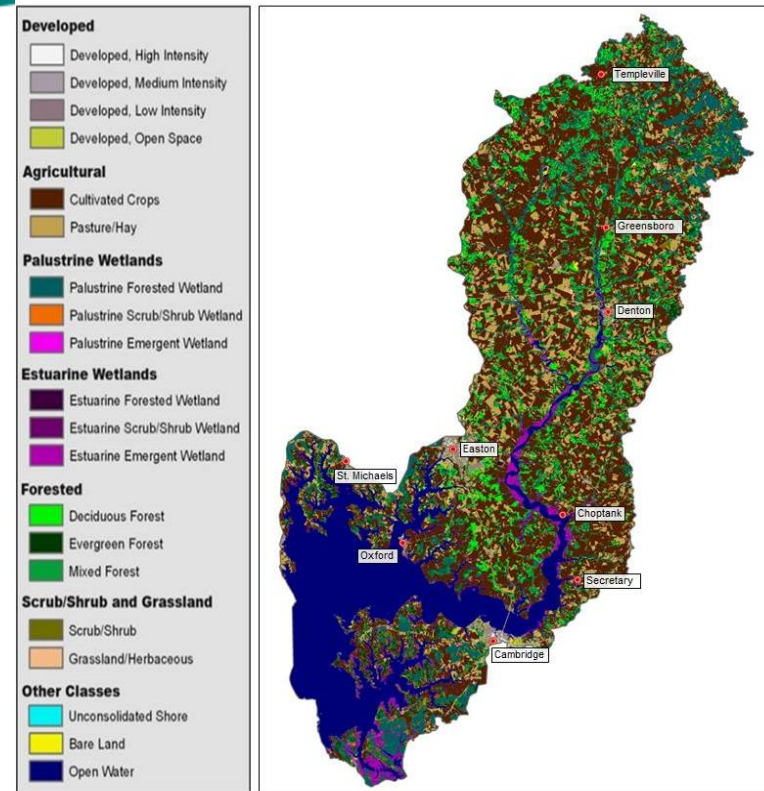 Developed
Developed, High Intensity
Developed, Medium Intensity
Developed, Low Intensity
Developed, Open Space
Agricultural
Cultivated Crops
Pasture/Hay
Palustrine Wetlands
Palustrine Forested Wetland
Palustrine Scrub/Shrub Wetland
Palustrine Emergent Wetland
Estuarine Wetlands
Estuarine Forested Wetland
Estuarine Scrub/Shrub Wetland
Estuarine Emergent Wetland
Forested
Deciduous Forest
Evergreen Forest
Mixed Forest
Scrub/Shrub and Grassland
Scrub/Shrub
Grassland/Herbaceous
Other Classes
Unconsolidated Shore
Bare Land
Open Water
Templeville
Greensboro
Denton
Easton
St. Michaels
Choptank
Oxford
Secretary
Cambridge